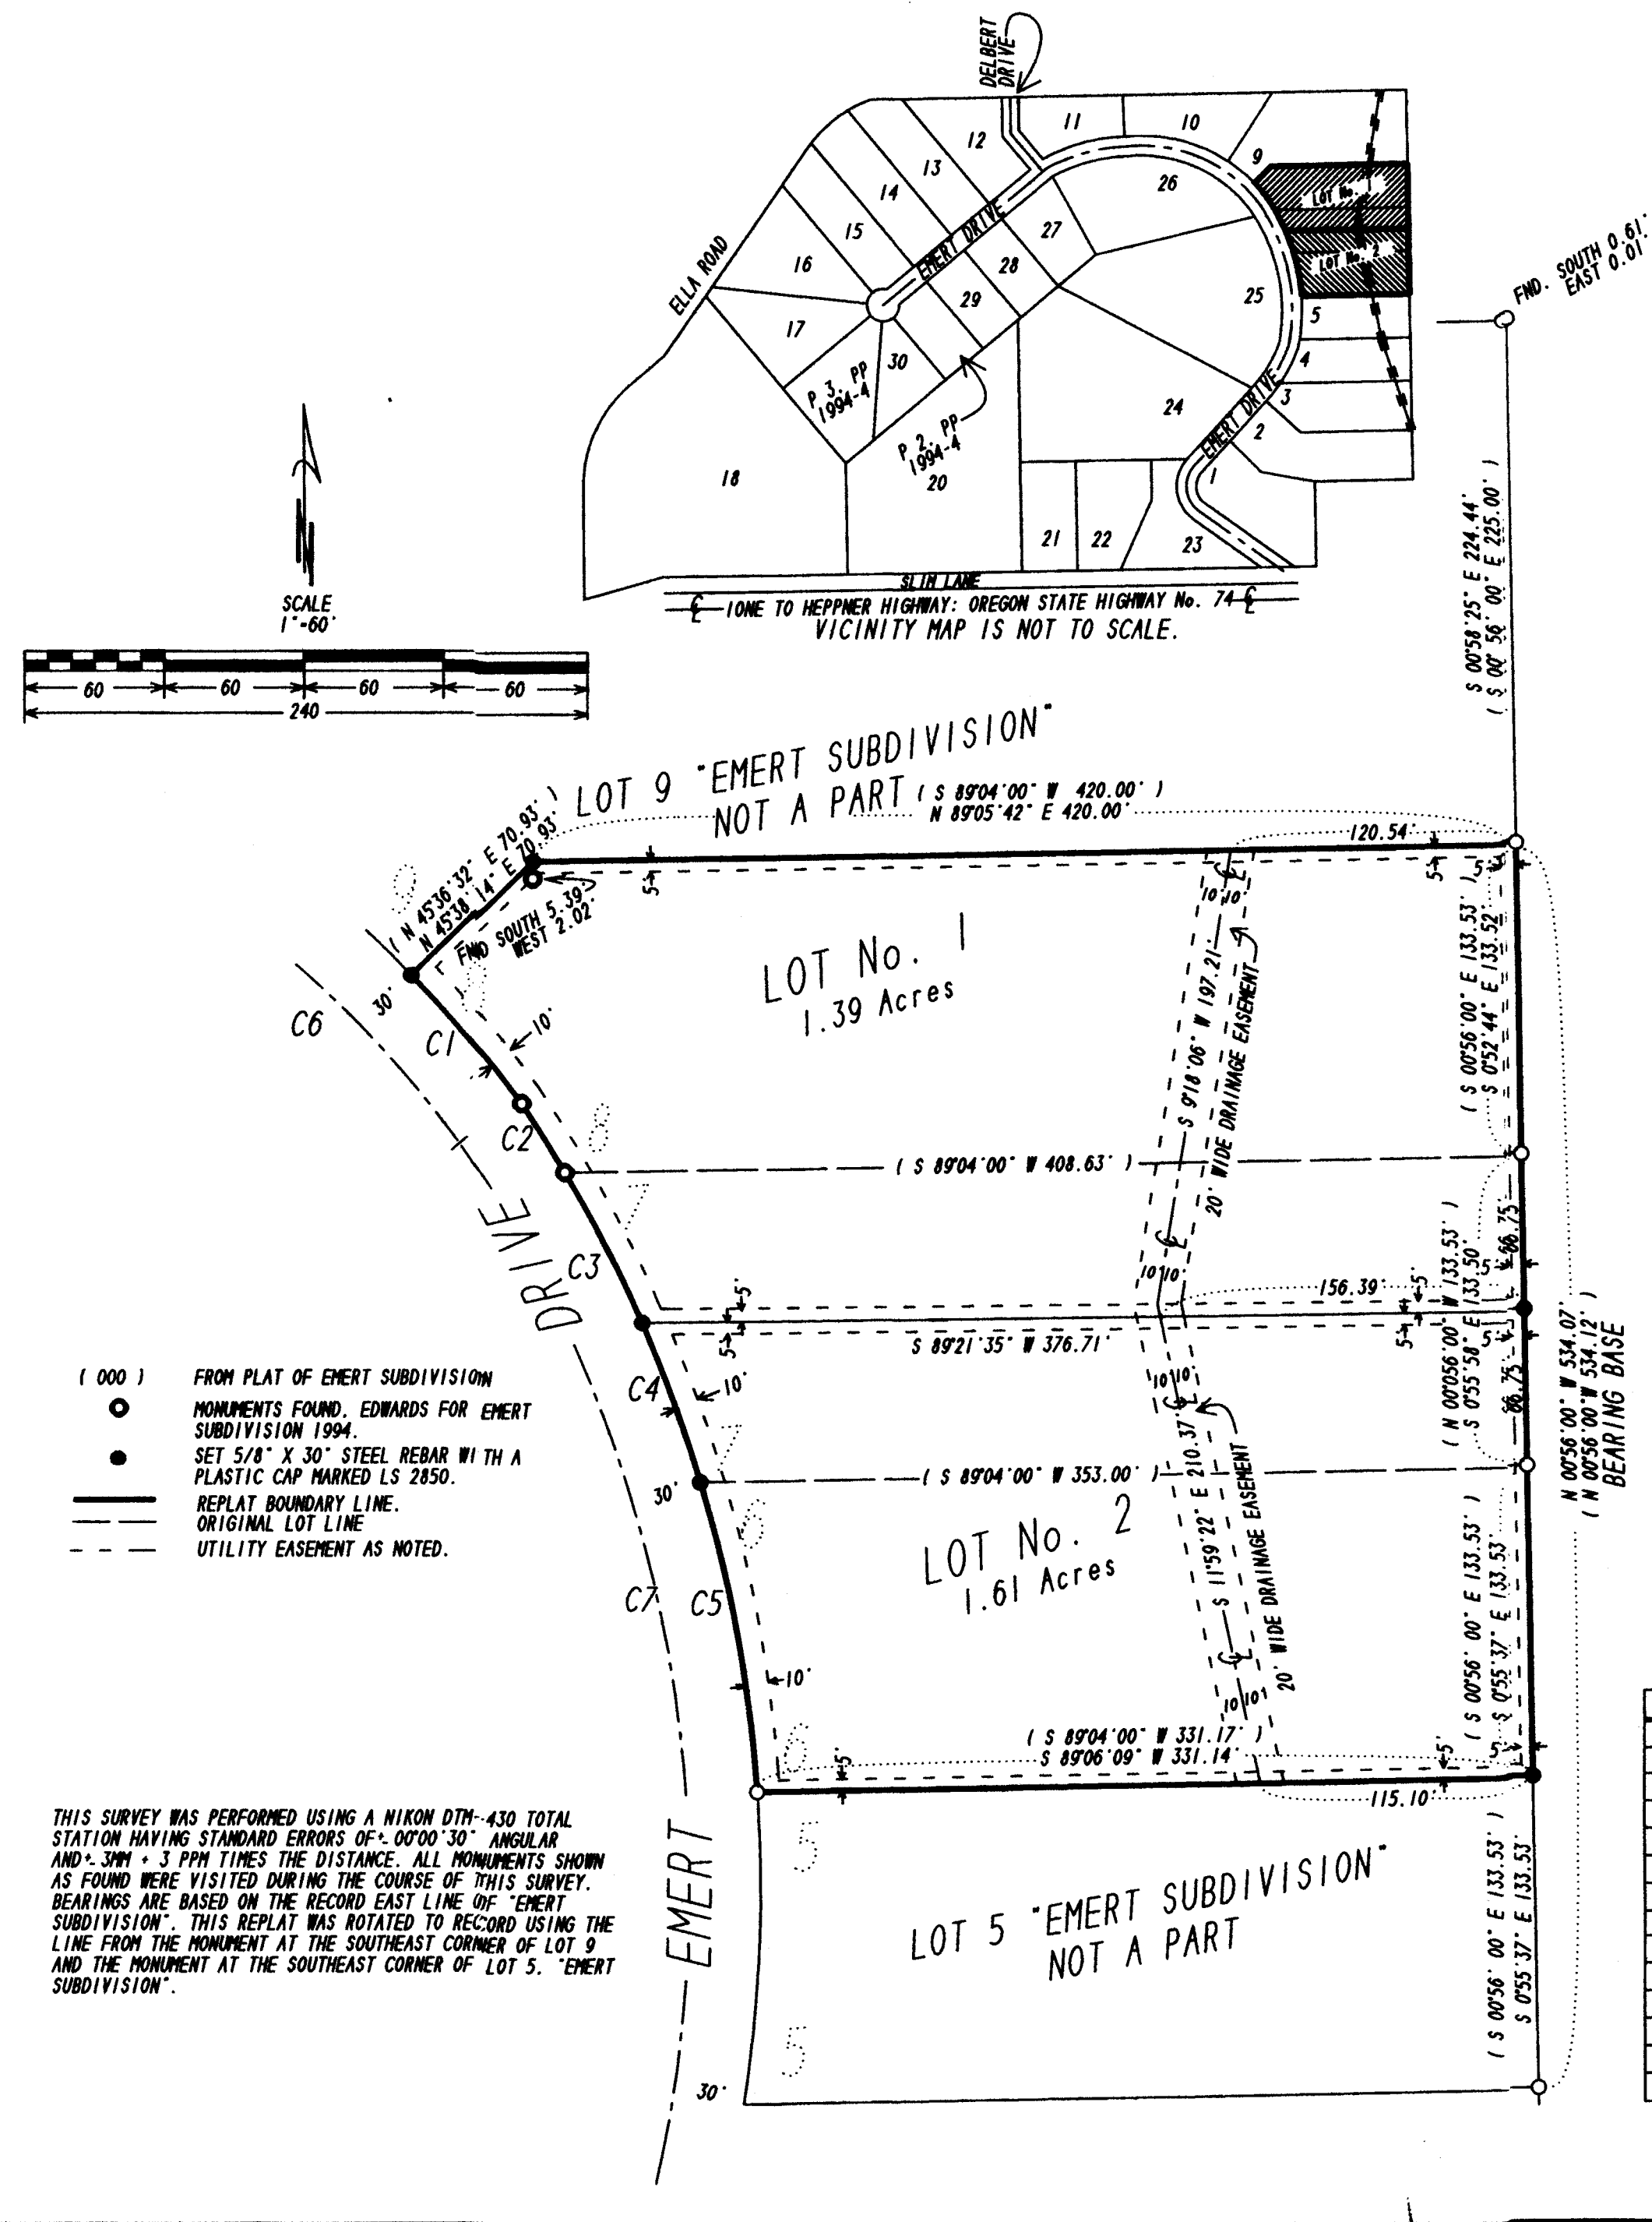 DELBERT
DRIVE
11
10
12
9
13
26
14
LOT No.
15
27
EMERT DRIVE
16
28
LOT No. 2
ELLA ROAD
29
25
5
17
30
4
P 3. PP
1994-4
EMERT DRIVE
3
24
2
P 2. PP
1994-4
18
20
1
21
22
23
SLIM LANE
IONE TO HEPPNER HIGHWAY: OREGON STATE HIGHWAY No. 74
VICINITY MAP IS NOT TO SCALE.
FND. SOUTH 0.61'
EAST 0.01'
S 00°58'25" E 224.44'
( S 00° 56' 00" E 225.00' )
N
SCALE
1"-60'
60 60 60 60
240
LOT 9 "EMERT SUBDIVISION"
NOT A PART
( S 89°04'00" W 420.00' )
N 89°05'42" E 420.00'
120.54'
( N 45°36'32" E 70.93' )
N 45°38'14" E 70.93'
9
FND SOUTH 5.39'
WEST 2.02'
5'
5'
5'
10' 10'
LOT No. 1
1.39 Acres
( S 00°56'00" E 133.53' )
S 0°52'44" E 133.52'
S 9°18'06" W 197.21'
20' WIDE DRAINAGE EASEMENT
30'
C6
C1
10'
C2
8
( S 89°04'00" W 408.63' )
7
DRIVE
C3
10' 10'
156.39'
5'
5'
5'
66.75'
5'
S 89°21'35" W 376.71'
5'
5'
5'
66.75'
( N 00°056'00" W 133.53' )
S 0°55'58" E 133.50'
N 00°56'00" W 534.07'
( N 00°56'00" W 534.12' )
BEARING BASE
10' 10'
C4
10'
7
( 000 ) FROM PLAT OF EMERT SUBDIVISION
MONUMENTS FOUND. EDWARDS FOR EMERT
SUBDIVISION 1994.
SET 5/8" X 30" STEEL REBAR WITH A
PLASTIC CAP MARKED LS 2850.
REPLAT BOUNDARY LINE.
ORIGINAL LOT LINE
UTILITY EASEMENT AS NOTED.
30'
( S 89°04'00" W 353.00' )
6
LOT No. 2
1.61 Acres
S 11°59'22" E 210.37'
20' WIDE DRAINAGE EASEMENT
C7
C5
10'
( S 00°56'00" E 133.53' )
S 0°55'37" E 133.53'
10' 10'
6
( S 89°04'00" W 331.17' )
S 89°06'09" W 331.14'
5'
5'
5'
115.10'
THIS SURVEY WAS PERFORMED USING A NIKON DTM-430 TOTAL
STATION HAVING STANDARD ERRORS OF +- 00°00'30" ANGULAR
AND +- 3MM + 3 PPM TIMES THE DISTANCE. ALL MONUMENTS SHOWN
AS FOUND WERE VISITED DURING THE COURSE OF THIS SURVEY.
BEARINGS ARE BASED ON THE RECORD EAST LINE OF "EMERT
SUBDIVISION". THIS REPLAT WAS ROTATED TO RECORD USING THE
LINE FROM THE MONUMENT AT THE SOUTHEAST CORNER OF LOT 9
AND THE MONUMENT AT THE SOUTHEAST CORNER OF LOT 5. "EMERT
SUBDIVISION".
EMERT
5
LOT 5 "EMERT SUBDIVISION"
NOT A PART
( S 00°56'00" E 133.53' )
S 0°55'37" E 133.53'
5
30'